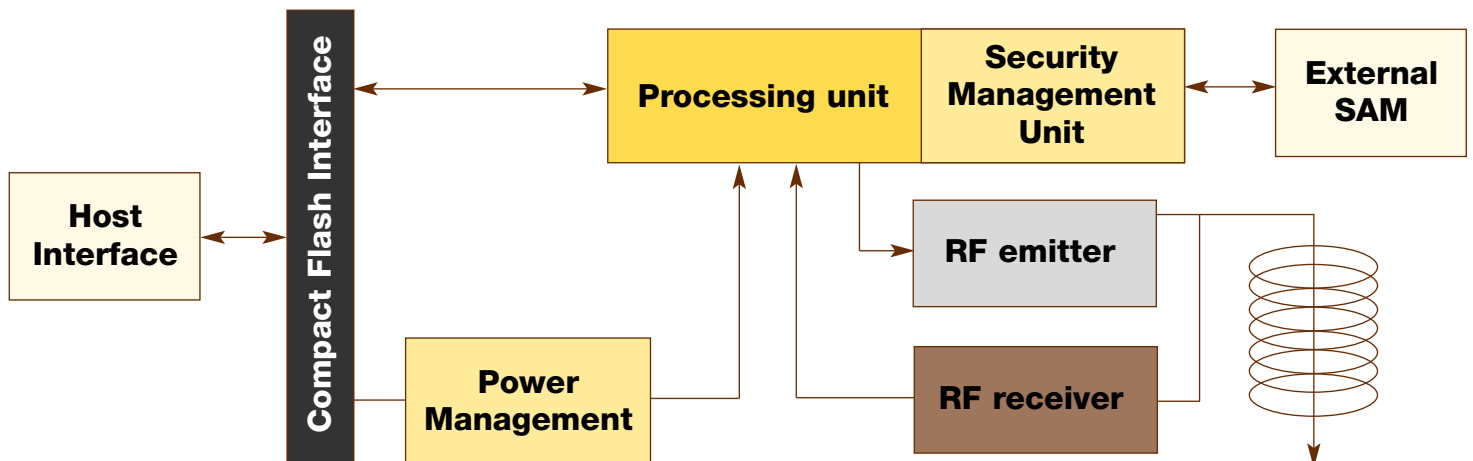 Host
Interface
Compact Flash Interface
Processing unit
Security
Management
Unit
External
SAM
RF emitter
Power
Management
RF receiver